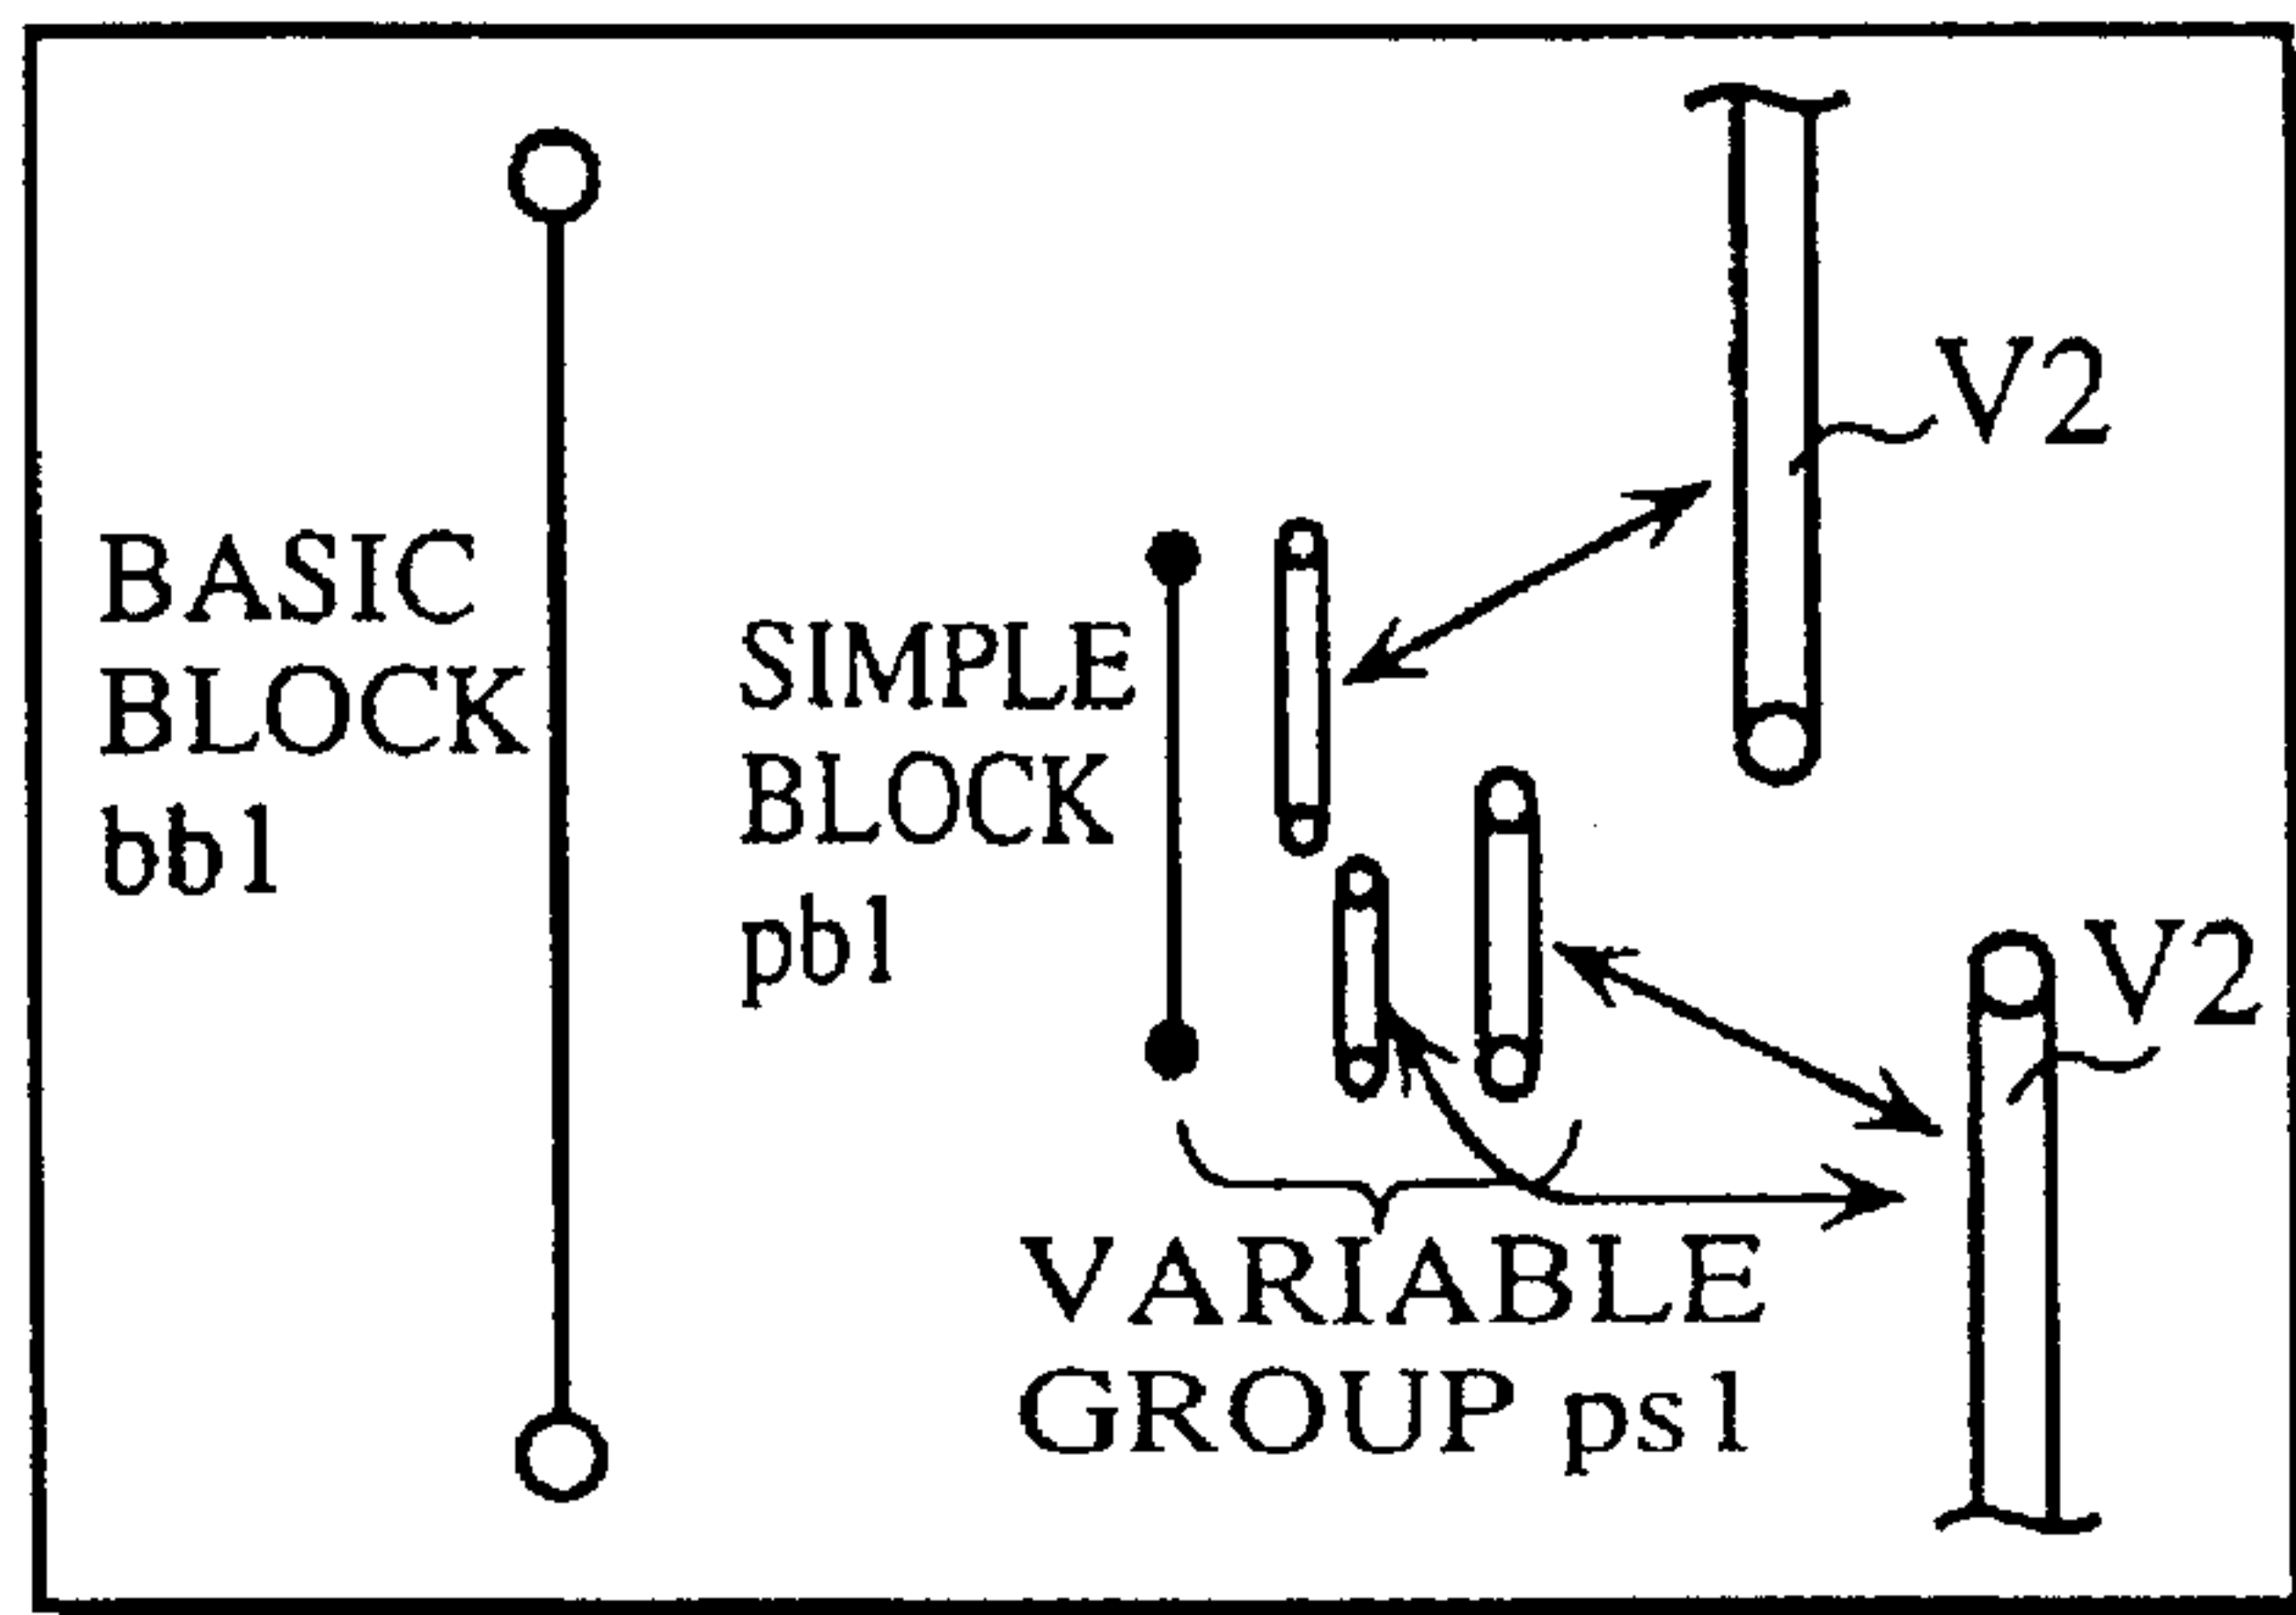 BASIC
BLOCK
bb1
SIMPLE
BLOCK
pb1
V2
V2
VARIABLE
GROUP ps1